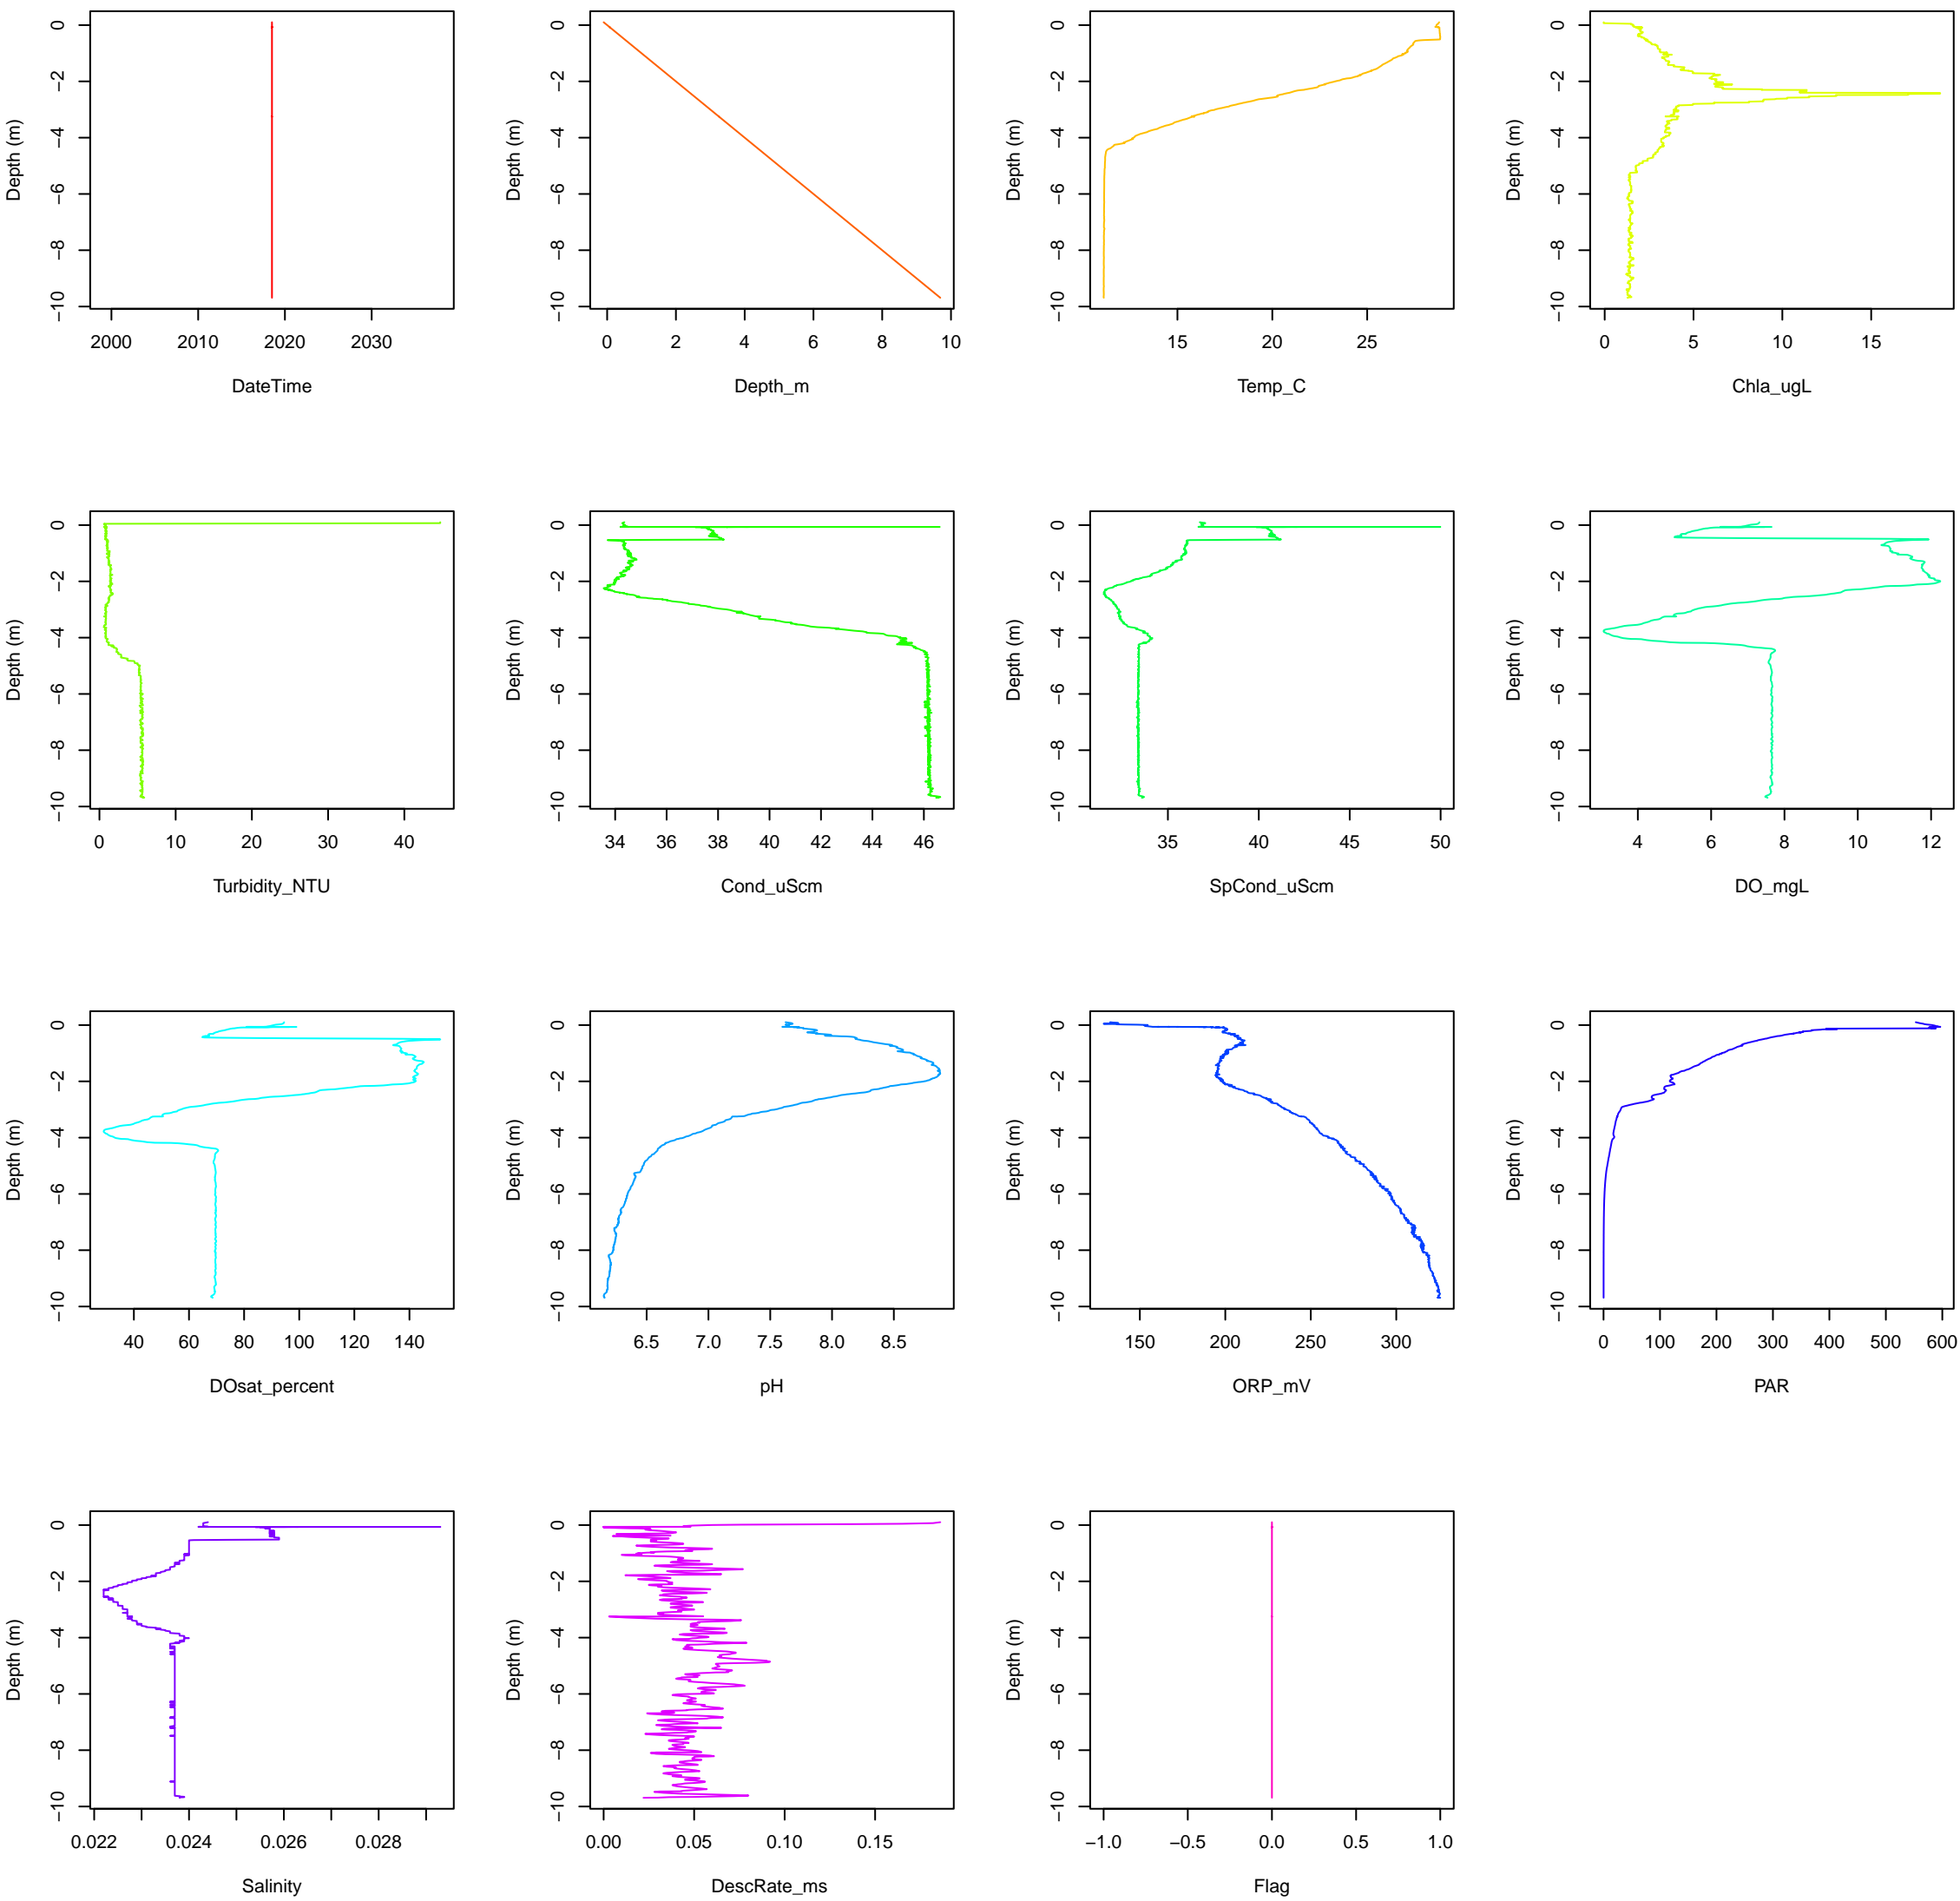 Depth (m)
0
−2
−4
−6
−8
−10
2000 2010 2020 2030
DateTime
Depth (m)
0
−2
−4
−6
−8
−10
0 2 4 6 8 10
Depth_m
Depth (m)
0
−2
−4
−6
−8
−10
15 20 25
Temp_C
Depth (m)
0
−2
−4
−6
−8
−10
0 5 10 15
Chla_ugL
Depth (m)
0
−2
−4
−6
−8
−10
0 10 20 30 40
Turbidity_NTU
Depth (m)
0
−2
−4
−6
−8
−10
34 36 38 40 42 44 46
Cond_uScm
Depth (m)
0
−2
−4
−6
−8
−10
35 40 45 50
SpCond_uScm
Depth (m)
0
−2
−4
−6
−8
−10
4 6 8 10 12
DO_mgL
Depth (m)
0
−2
−4
−6
−8
−10
40 60 80 100 120 140
DOsat_percent
Depth (m)
0
−2
−4
−6
−8
−10
6.5 7.0 7.5 8.0 8.5
pH
Depth (m)
0
−2
−4
−6
−8
−10
150 200 250 300
ORP_mV
Depth (m)
0
−2
−4
−6
−8
−10
0 100 200 300 400 500 600
PAR
Depth (m)
0
−2
−4
−6
−8
−10
0.022 0.024 0.026 0.028
Salinity
Depth (m)
0
−2
−4
−6
−8
−10
0.00 0.05 0.10 0.15
DescRate_ms
Depth (m)
0
−2
−4
−6
−8
−10
−1.0 −0.5 0.0 0.5 1.0
Flag